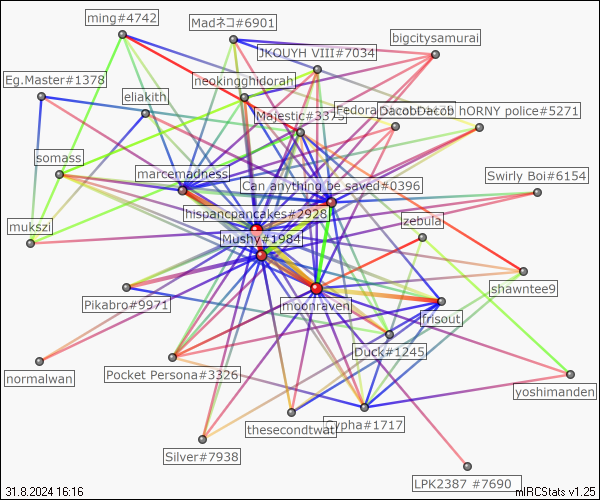 ming#4742
Madネコ#6901
bigcitysamurai
JKOUYH VIII#7034
Eg.Master#1378
neokingghidorah
eliakith
Majestic#3375
Fedora
DacobDacob
hORNY police#5271
somass
marcemadness
Can anything be saved#0396
Swirly Boi#6154
hispancpancakes#2928
zebula
mukszi
Mushy#1984
shawntee9
Pikabro#9971
moonraven
frisout
Duck#1245
normalwan
Pocket Persona#3326
yoshimanden
thesecondtwat
Cypha#1717
Silver#7938
LPK2387 #7690
31.8.2024 16:16
mIRCStats v1.25